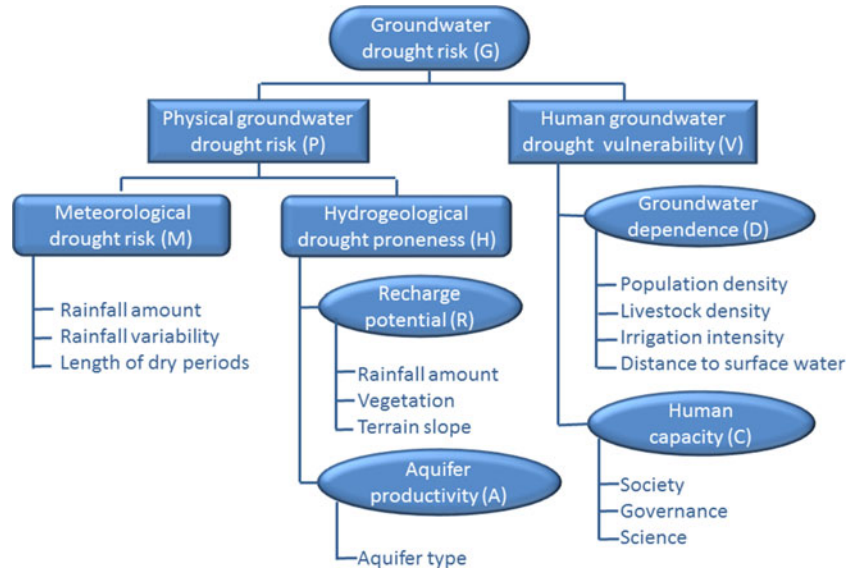 Groundwater
drought risk (G)
Physical groundwater
drought risk (P)
Human groundwater
drought vulnerability (V)
Meteorological
drought risk (M)
Rainfall amount
Rainfall variability
Length of dry periods
Hydrogeological
drought proneness (H)
Recharge
potential (R)
Rainfall amount
Vegetation
Terrain slope
Aquifer
productivity (A)
Aquifer type
Groundwater
dependence (D)
Population density
Livestock density
Irrigation intensity
Distance to surface water
Human
capacity (C)
Society
Governance
Science